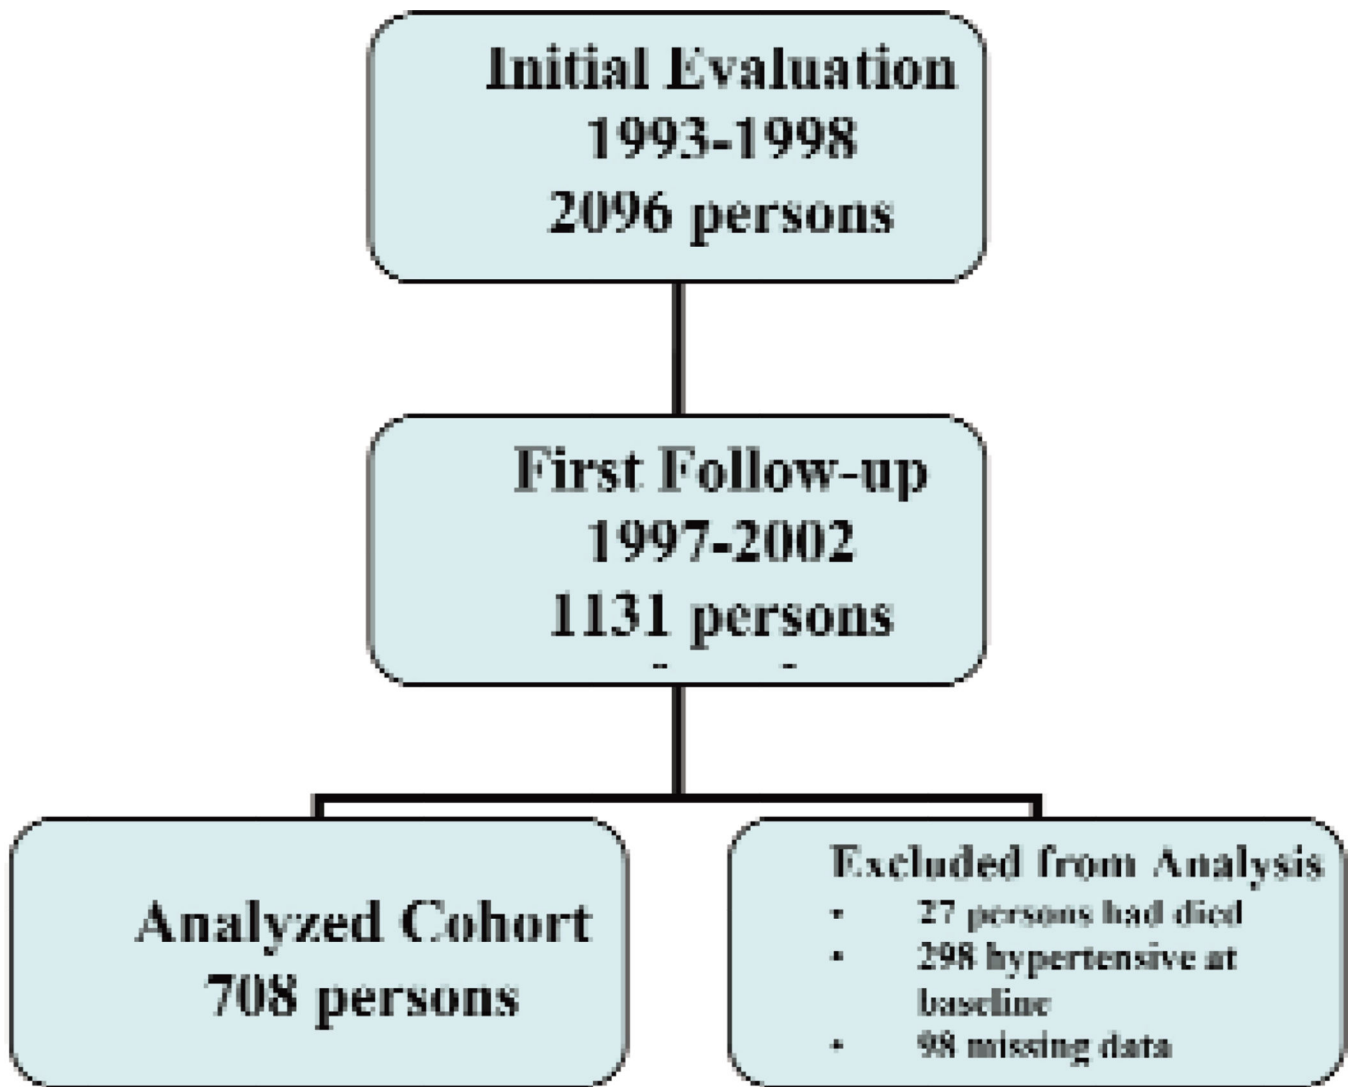 Initial Evaluation
1993-1998
2096 persons
First Follow-up
1997-2002
1131 persons
Analyzed Cohort
708 persons
Excluded from Analysis
• 27 persons had died
• 298 hypertensive at
baseline
• 98 missing data